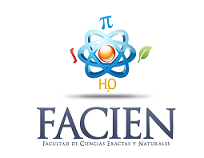 π
∫
H₂O
FACIEN
Facultad de Ciencias Exactas y Naturales